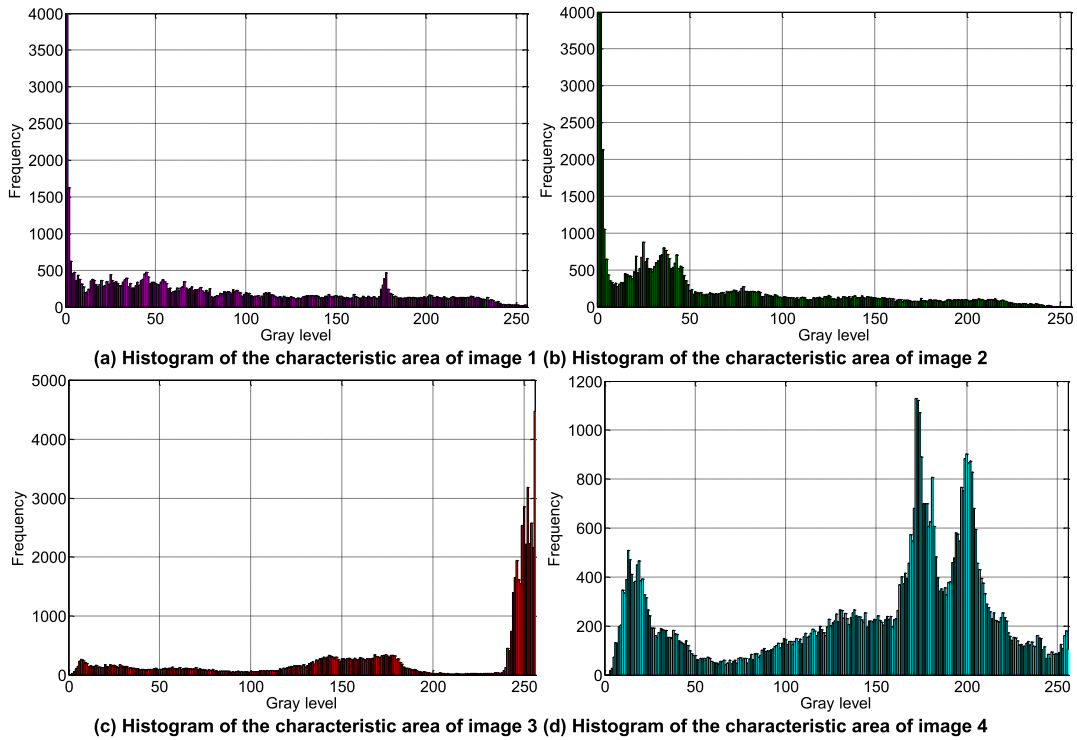 4000
3500
3000
2500
2000
1500
1000
500
0
Frequency
0 50 100 150 200 250
Gray level
(a) Histogram of the characteristic area of image 1
4000
3500
3000
2500
2000
1500
1000
500
0
Frequency
0 50 100 150 200 250
Gray level
(b) Histogram of the characteristic area of image 2
5000
4000
3000
2000
1000
0
Frequency
0 50 100 150 200 250
Gray level
(c) Histogram of the characteristic area of image 3
1200
1000
800
600
400
200
0
Frequency
0 50 100 150 200 250
Gray level
(d) Histogram of the characteristic area of image 4